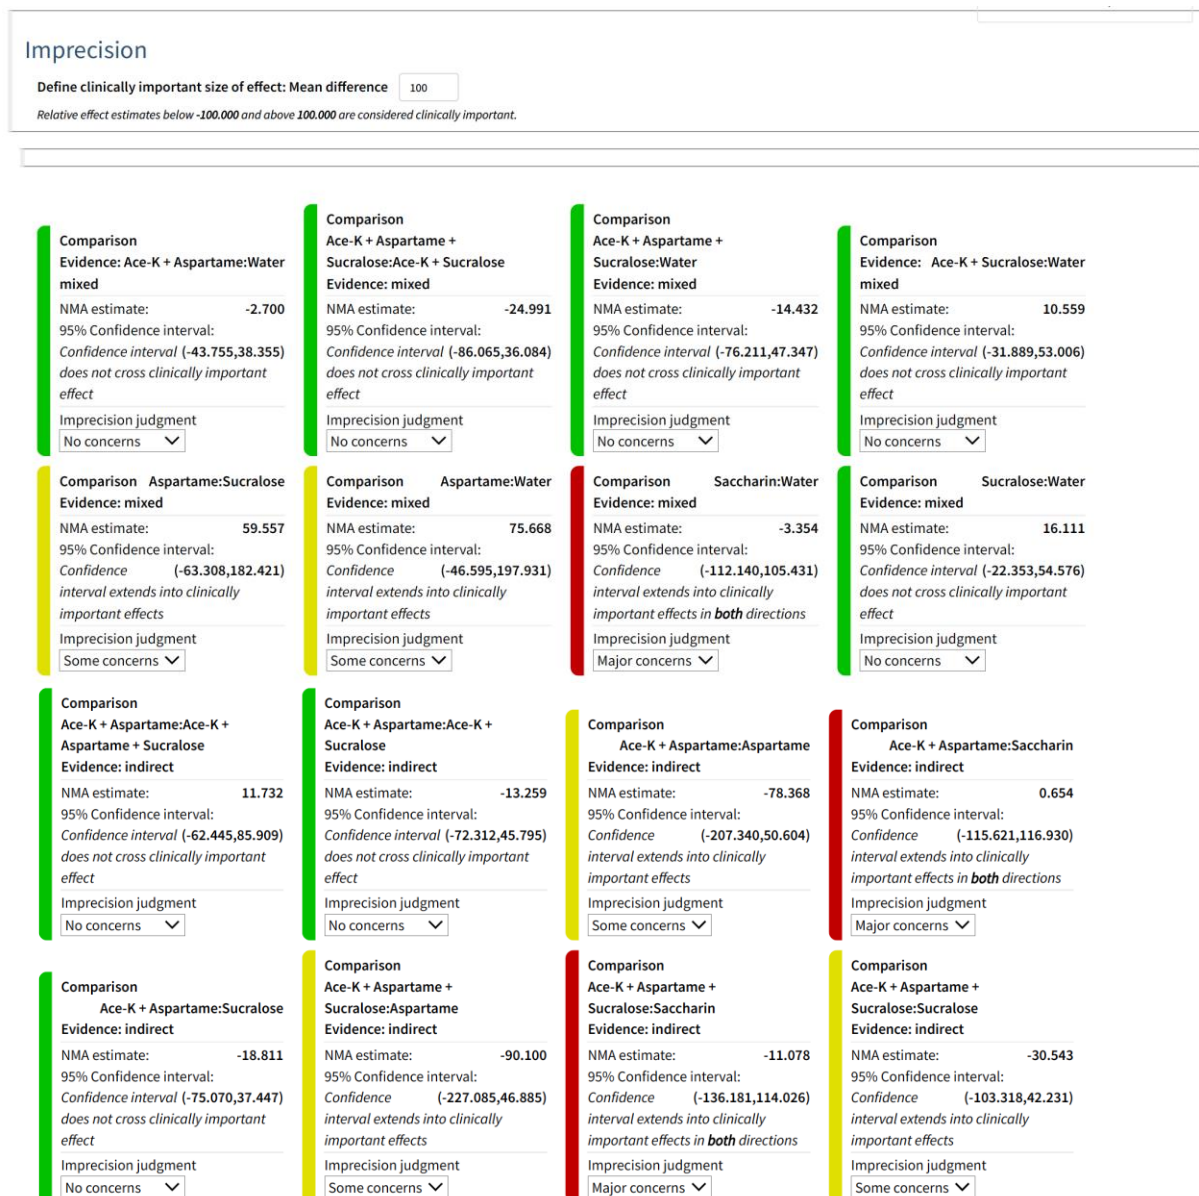 Imprecision
Define clinically important size of effect: Mean difference 100
Relative effect estimates below -100.000 and above 100.000 are considered clinically important.
Comparison
Evidence: Ace-K + Aspartame:Water
mixed
NMA estimate: -2.700
95% Confidence interval:
Confidence interval (-43.755,38.355)
does not cross clinically important
effect
Imprecision judgment
No concerns
Comparison
Ace-K + Aspartame +
Sucralose:Ace-K + Sucralose
Evidence: mixed
NMA estimate: -24.991
95% Confidence interval:
Confidence interval (-86.065,36.084)
does not cross clinically important
effect
Imprecision judgment
No concerns
Comparison
Ace-K + Aspartame +
Sucralose:Water
Evidence: mixed
NMA estimate: -14.432
95% Confidence interval:
Confidence interval (-76.211,47.347)
does not cross clinically important
effect
Imprecision judgment
No concerns
Comparison
Evidence: Ace-K + Sucralose:Water
mixed
NMA estimate: 10.559
95% Confidence interval:
Confidence interval (-31.889,53.006)
does not cross clinically important
effect
Imprecision judgment
No concerns
Comparison Aspartame:Sucralose
Evidence: mixed
NMA estimate: 59.557
95% Confidence interval:
Confidence (-63.308,182.421)
interval extends into clinically
important effects
Imprecision judgment
Some concerns
Comparison Aspartame:Water
Evidence: mixed
NMA estimate: 75.668
95% Confidence interval:
Confidence (-46.595,197.931)
interval extends into clinically
important effects
Imprecision judgment
Some concerns
Comparison Saccharin:Water
Evidence: mixed
NMA estimate: -3.354
95% Confidence interval:
Confidence (-112.140,105.431)
interval extends into clinically
important effects in both directions
Imprecision judgment
Major concerns
Comparison Sucralose:Water
Evidence: mixed
NMA estimate: 16.111
95% Confidence interval:
Confidence interval (-22.353,54.576)
does not cross clinically important
effect
Imprecision judgment
No concerns
Comparison
Ace-K + Aspartame:Ace-K +
Aspartame + Sucralose
Evidence: indirect
NMA estimate: 11.732
95% Confidence interval:
Confidence interval (-62.445,85.909)
does not cross clinically important
effect
Imprecision judgment
No concerns
Comparison
Ace-K + Aspartame:Ace-K +
Sucralose
Evidence: indirect
NMA estimate: -13.259
95% Confidence interval:
Confidence interval (-72.312,45.795)
does not cross clinically important
effect
Imprecision judgment
No concerns
Comparison
Ace-K + Aspartame:Aspartame
Evidence: indirect
NMA estimate: -78.368
95% Confidence interval:
Confidence (-207.340,50.604)
interval extends into clinically
important effects
Imprecision judgment
Some concerns
Comparison
Ace-K + Aspartame:Saccharin
Evidence: indirect
NMA estimate: 0.654
95% Confidence interval:
Confidence (-115.621,116.930)
interval extends into clinically
important effects in both directions
Imprecision judgment
Major concerns
Comparison
Ace-K + Aspartame:Sucralose
Evidence: indirect
NMA estimate: -18.811
95% Confidence interval:
Confidence interval (-75.070,37.447)
does not cross clinically important
effect
Imprecision judgment
No concerns
Comparison
Ace-K + Aspartame +
Sucralose:Aspartame
Evidence: indirect
NMA estimate: -90.100
95% Confidence interval:
Confidence (-227.085,46.885)
interval extends into clinically
important effects
Imprecision judgment
Some concerns
Comparison
Ace-K + Aspartame +
Sucralose:Saccharin
Evidence: indirect
NMA estimate: -11.078
95% Confidence interval:
Confidence (-136.181,114.026)
interval extends into clinically
important effects in both directions
Imprecision judgment
Major concerns
Comparison
Ace-K + Aspartame +
Sucralose:Sucralose
Evidence: indirect
NMA estimate: -30.543
95% Confidence interval:
Confidence (-103.318,42.231)
interval extends into clinically
important effects
Imprecision judgment
Some concerns